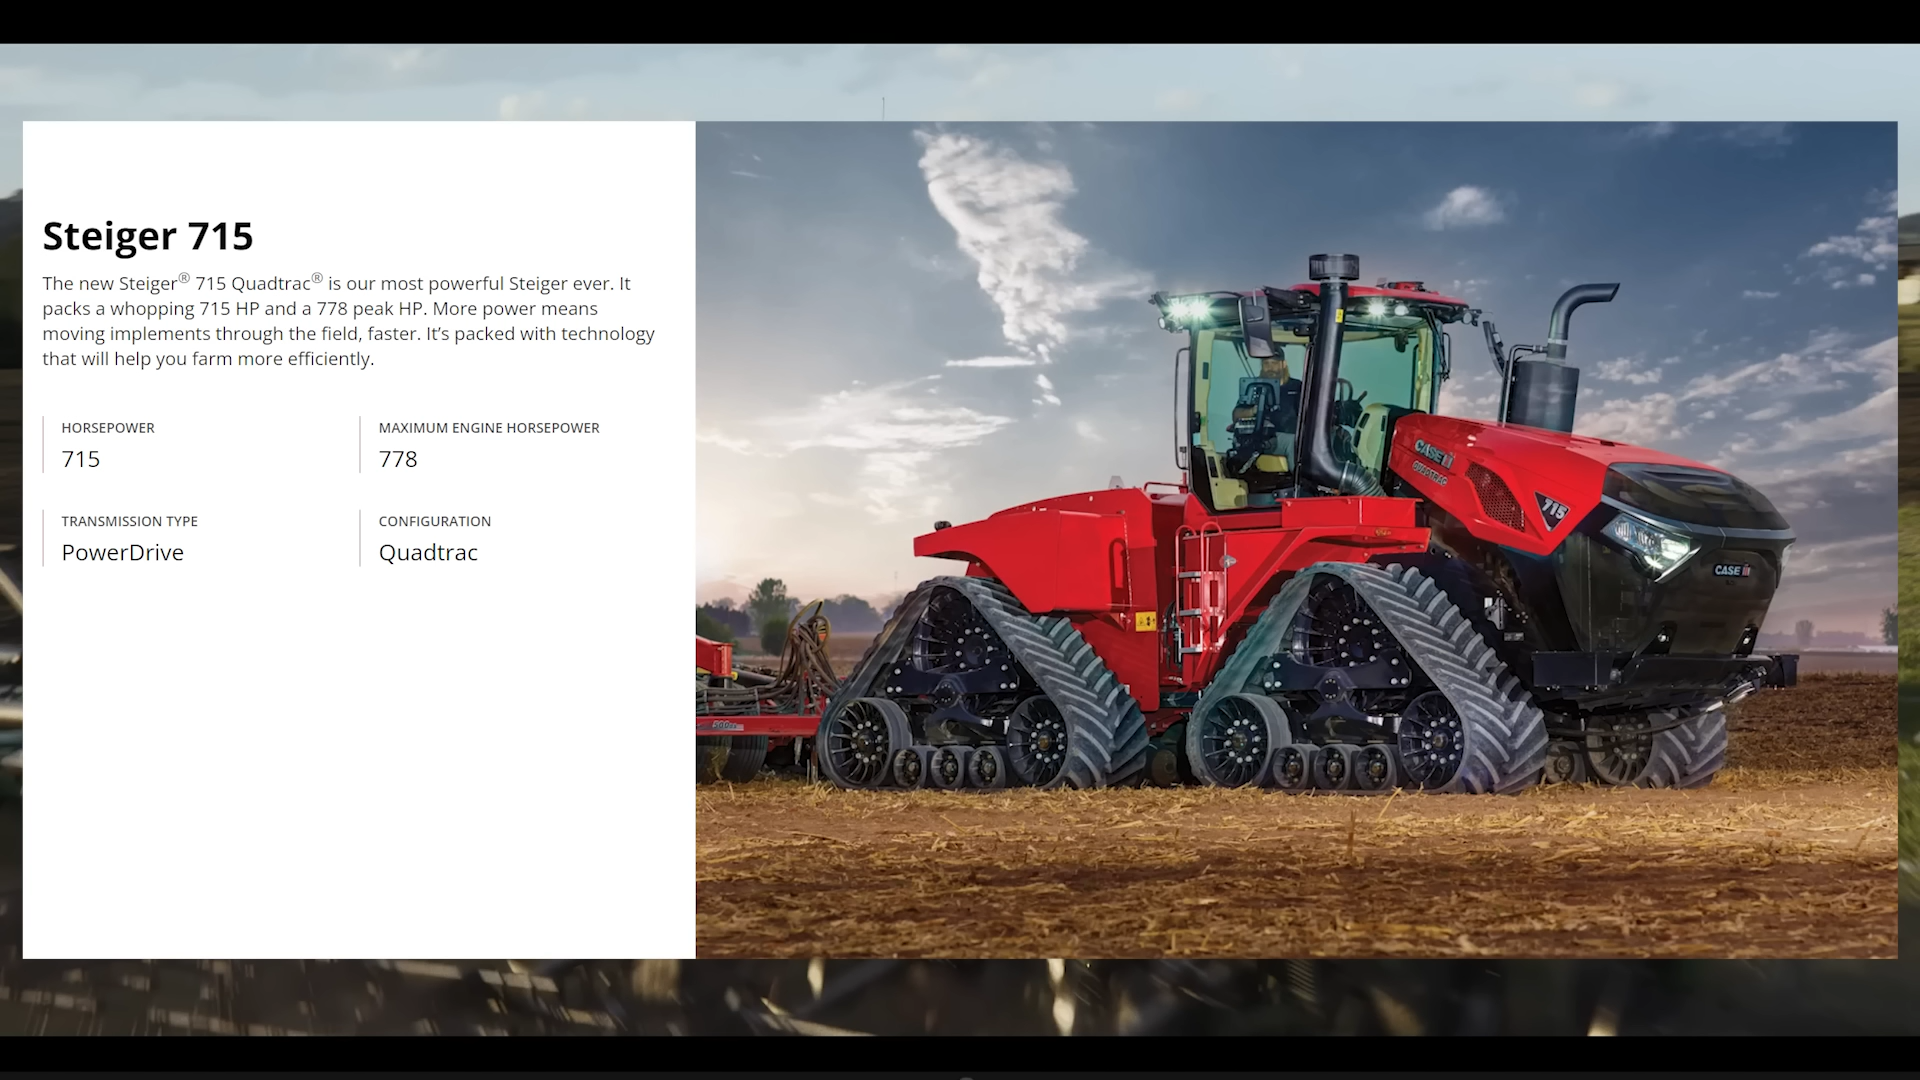 Steiger 715
The new Steiger® 715 Quadtrac® is our most powerful Steiger ever. It
packs a whopping 715 HP and a 778 peak HP. More power means
moving implements through the field, faster. It’s packed with technology
that will help you farm more efficiently.
HORSEPOWER
715
MAXIMUM ENGINE HORSEPOWER
778
TRANSMISSION TYPE
PowerDrive
CONFIGURATION
Quadtrac
CASE IH
QUADTRAC
715
CASE IH